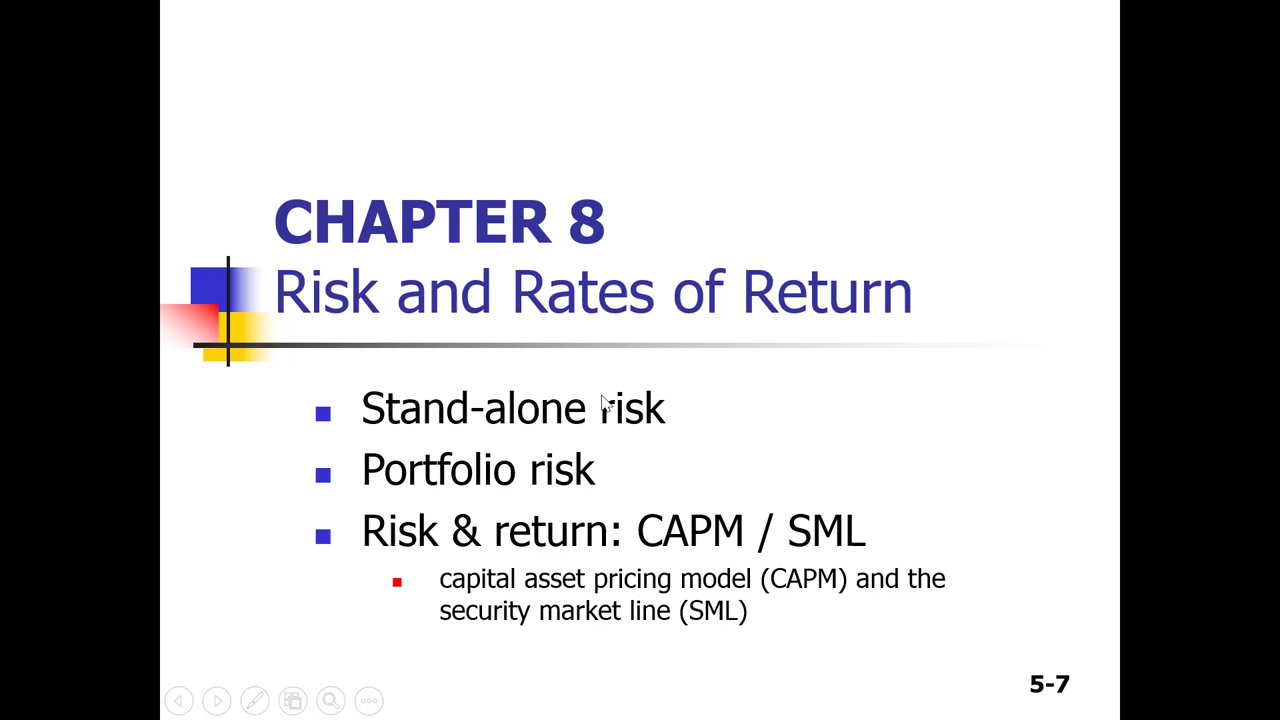 CHAPTER 8
Risk and Rates of Return
Stand-alone risk
Portfolio risk
Risk & return: CAPM / SML
capital asset pricing model (CAPM) and the
security market line (SML)
5-7